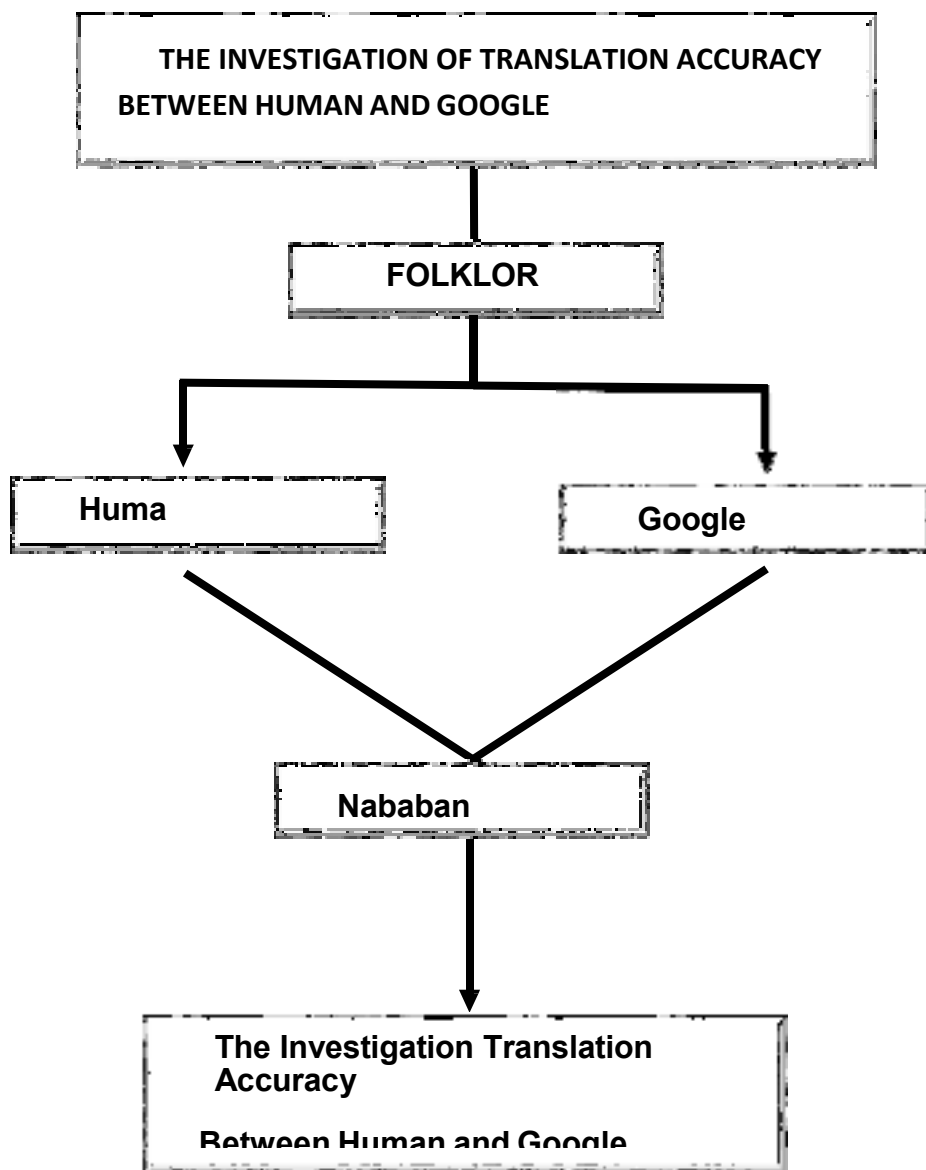 THE INVESTIGATION OF TRANSLATION ACCURACY
BETWEEN HUMAN AND GOOGLE
FOLKLOR
Huma
Google
Nababan
The Investigation Translation
Accuracy
Between Human and Google